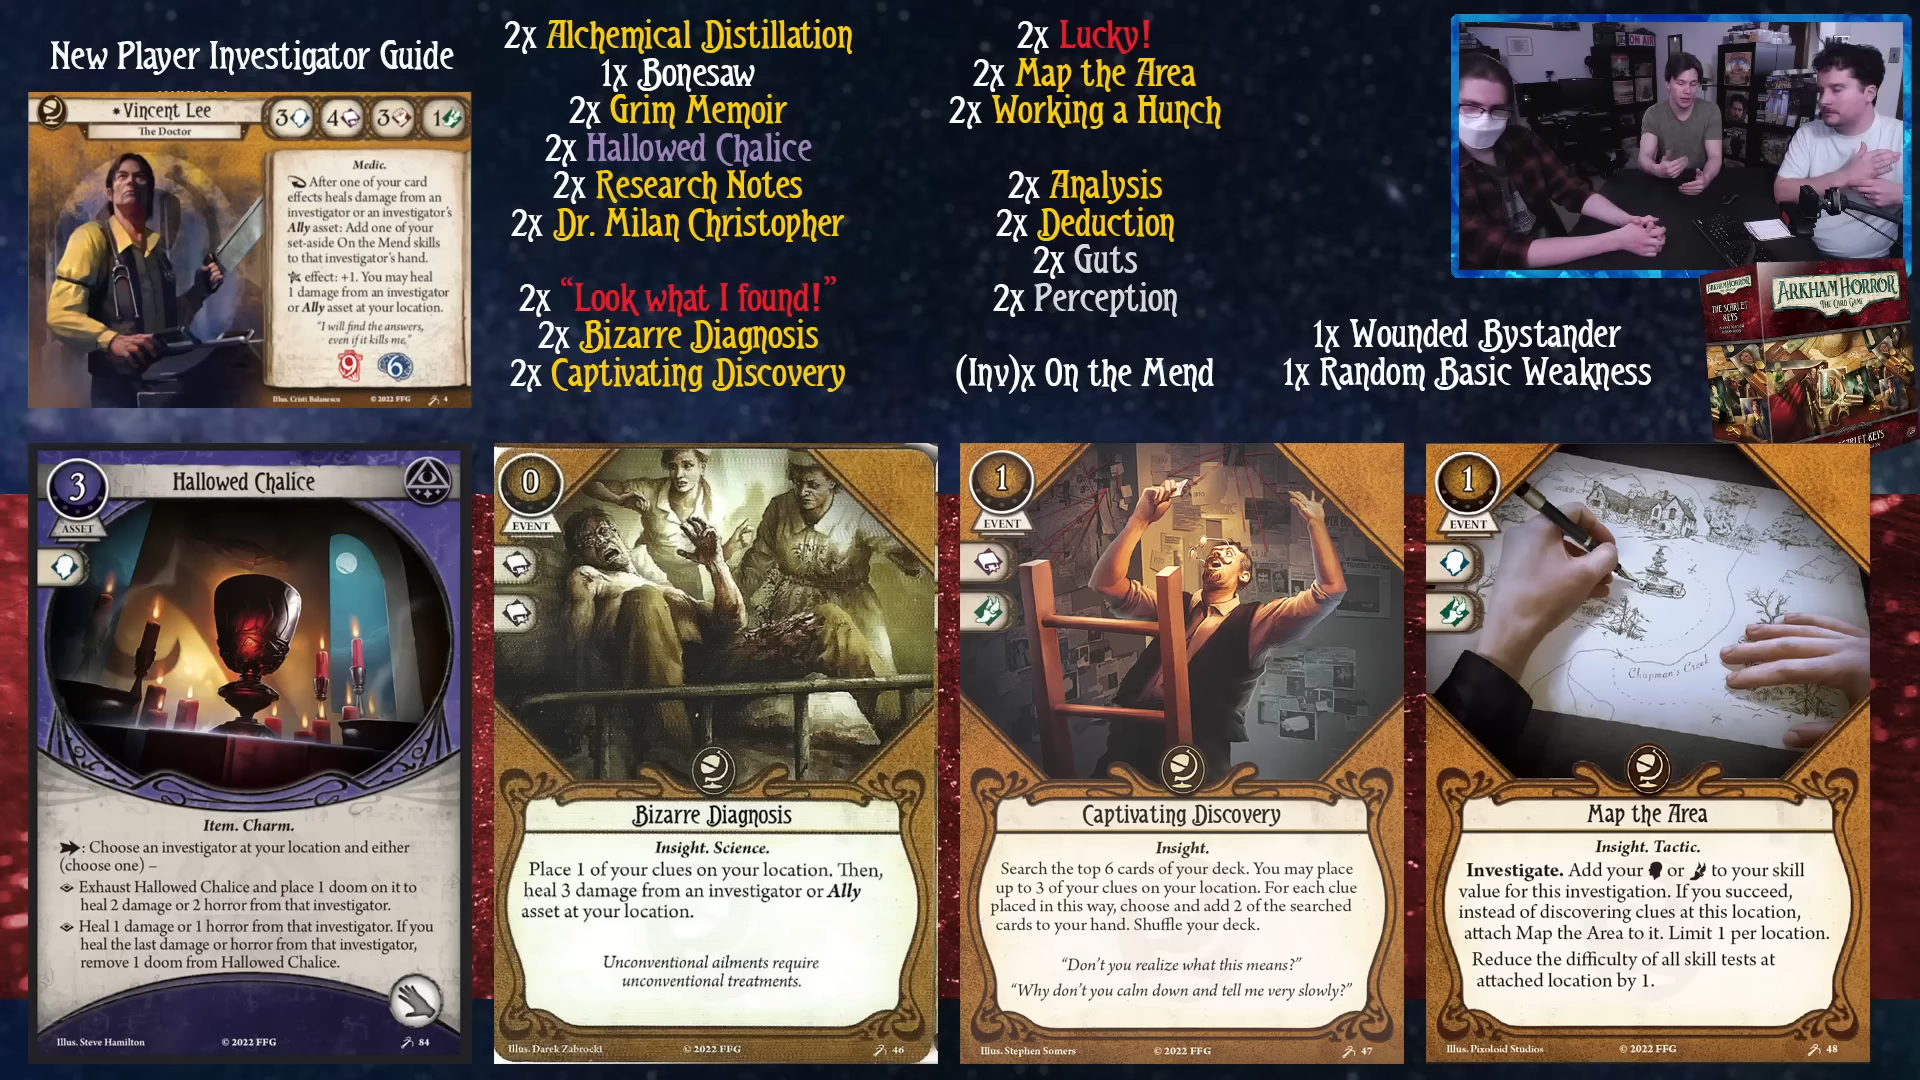 New Player Investigator Guide
*Vincent Lee
The Doctor
3 4 3 1
Medic.
After one of your card
effects heals damage from an
investigator or an investigator's
Ally asset: Add one of your
set-aside On the Mend skills
to that investigator's hand.
effect: +1. You may heal
1 damage from an investigator
or Ally asset at your location.
"I will find the answers,
even if it kills me."
9 6
Illus. Cristi Balanescu © 2022 FFG 4
2x Alchemical Distillation
1x Bonesaw
2x Grim Memoir
2x Hallowed Chalice
2x Research Notes
2x Dr. Milan Christopher
2x "Look what I found!"
2x Bizarre Diagnosis
2x Captivating Discovery
2x Lucky!
2x Map the Area
2x Working a Hunch
2x Analysis
2x Deduction
2x Guts
2x Perception
(Inv)x On the Mend
1x Wounded Bystander
1x Random Basic Weakness
ON AIR
ARKHAM HORROR
THE CARD GAME
ARKHAM HORROR
THE SCARLET
KEYS
SCARLET KEYS
3
ASSET
Hallowed Chalice
Item. Charm.
: Choose an investigator at your location and either
(choose one) –
Exhaust Hallowed Chalice and place 1 doom on it to
heal 2 damage or 2 horror from that investigator.
Heal 1 damage or 1 horror from that investigator. If you
heal the last damage or horror from that investigator,
remove 1 doom from Hallowed Chalice.
Illus. Steve Hamilton © 2022 FFG 84
0
EVENT
Bizarre Diagnosis
Insight. Science.
Place 1 of your clues on your location. Then,
heal 3 damage from an investigator or Ally
asset at your location.
Unconventional ailments require
unconventional treatments.
Illus. Darek Zabrocki © 2022 FFG 46
1
EVENT
Captivating Discovery
Insight.
Search the top 6 cards of your deck. You may place
up to 3 of your clues on your location. For each clue
placed in this way, choose and add 2 of the searched
cards to your hand. Shuffle your deck.
"Don't you realize what this means?"
"Why don't you calm down and tell me very slowly?"
Illus. Stephen Somers © 2022 FFG 47
1
EVENT
Chapman's Creek
Map the Area
Insight. Tactic.
Investigate. Add your or to your skill
value for this investigation. If you succeed,
instead of discovering clues at this location,
attach Map the Area to it. Limit 1 per location.
Reduce the difficulty of all skill tests at
attached location by 1.
Illus. Pixoloid Studios © 2022 FFG 48